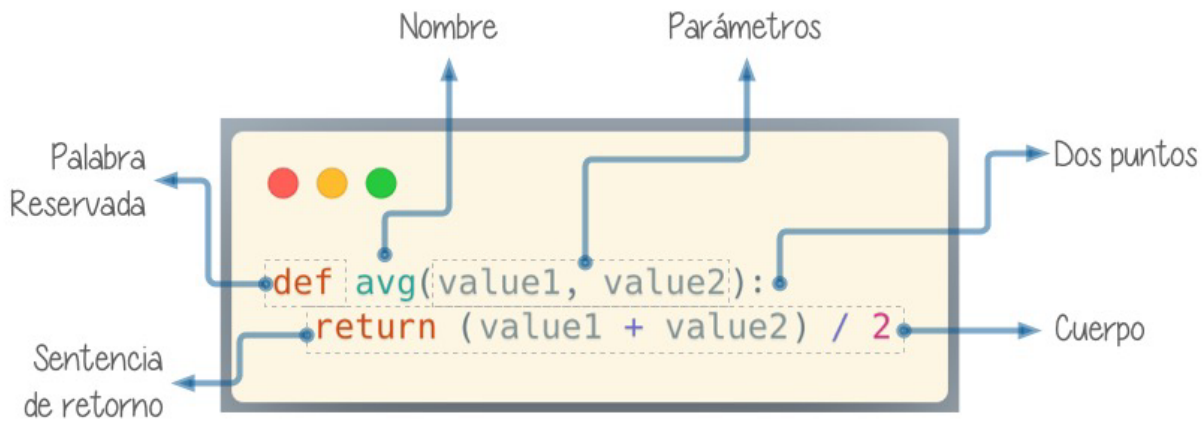 Nombre
Parámetros
Palabra
Reservada
Dos puntos
def avg(value1, value2):
return (value1 + value2) / 2
Sentencia
de retorno
Cuerpo